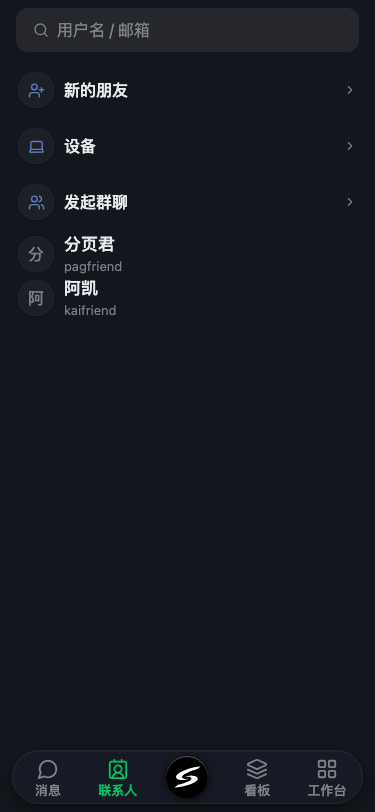 用户名 / 邮箱
新的朋友
设备
发起群聊
分
分页君
pagfriend
阿
阿凯
kaifriend
消息
联系人
看板
工作台